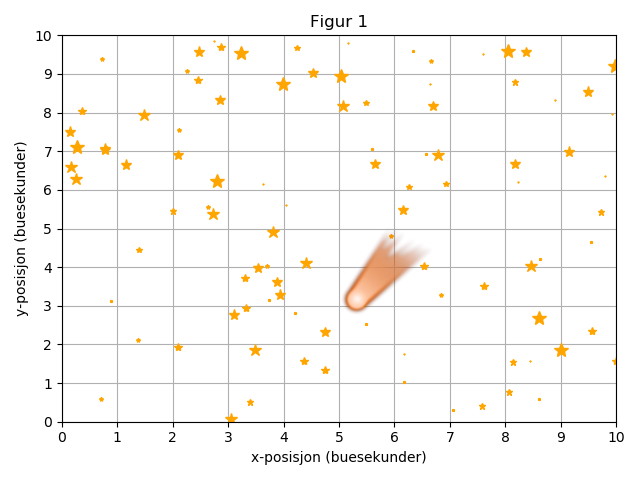 Figur 1
10
9
8
7
6
5
4
3
2
1
0
y-posisjon (buesekunder)
0 1 2 3 4 5 6 7 8 9 10
x-posisjon (buesekunder)